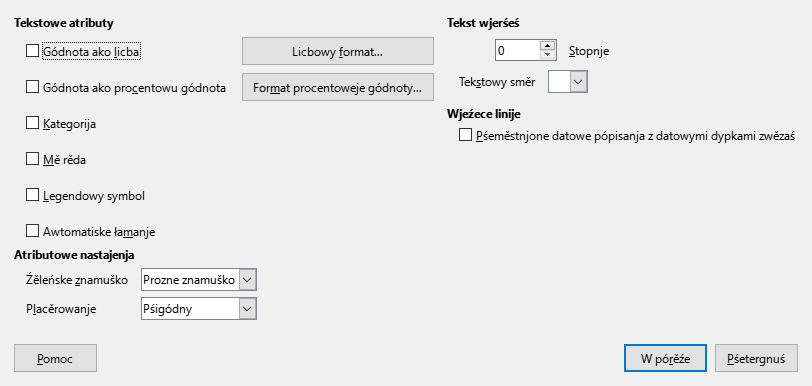 Tekstowe atributy
Gódnota ako licba
Licbowy format...
Gódnota ako procentowu gódnota
Format procentoweje gódnoty...
Kategorija
Mě rěda
Legendowy symbol
Awtomatiske łamanje
Atributowe nastajenja
Źěleńske znamuško
Prozne znamuško
Placěrowanje
Pśigódny
Tekst wjerśeś
0
Stopnje
Tekstowy směr
Wjeźece linije
Pśeměstnjone datowe pópisanja z datowymi dypkami zwězaś
Pomoc
W pórěźe
Pśetergnuś